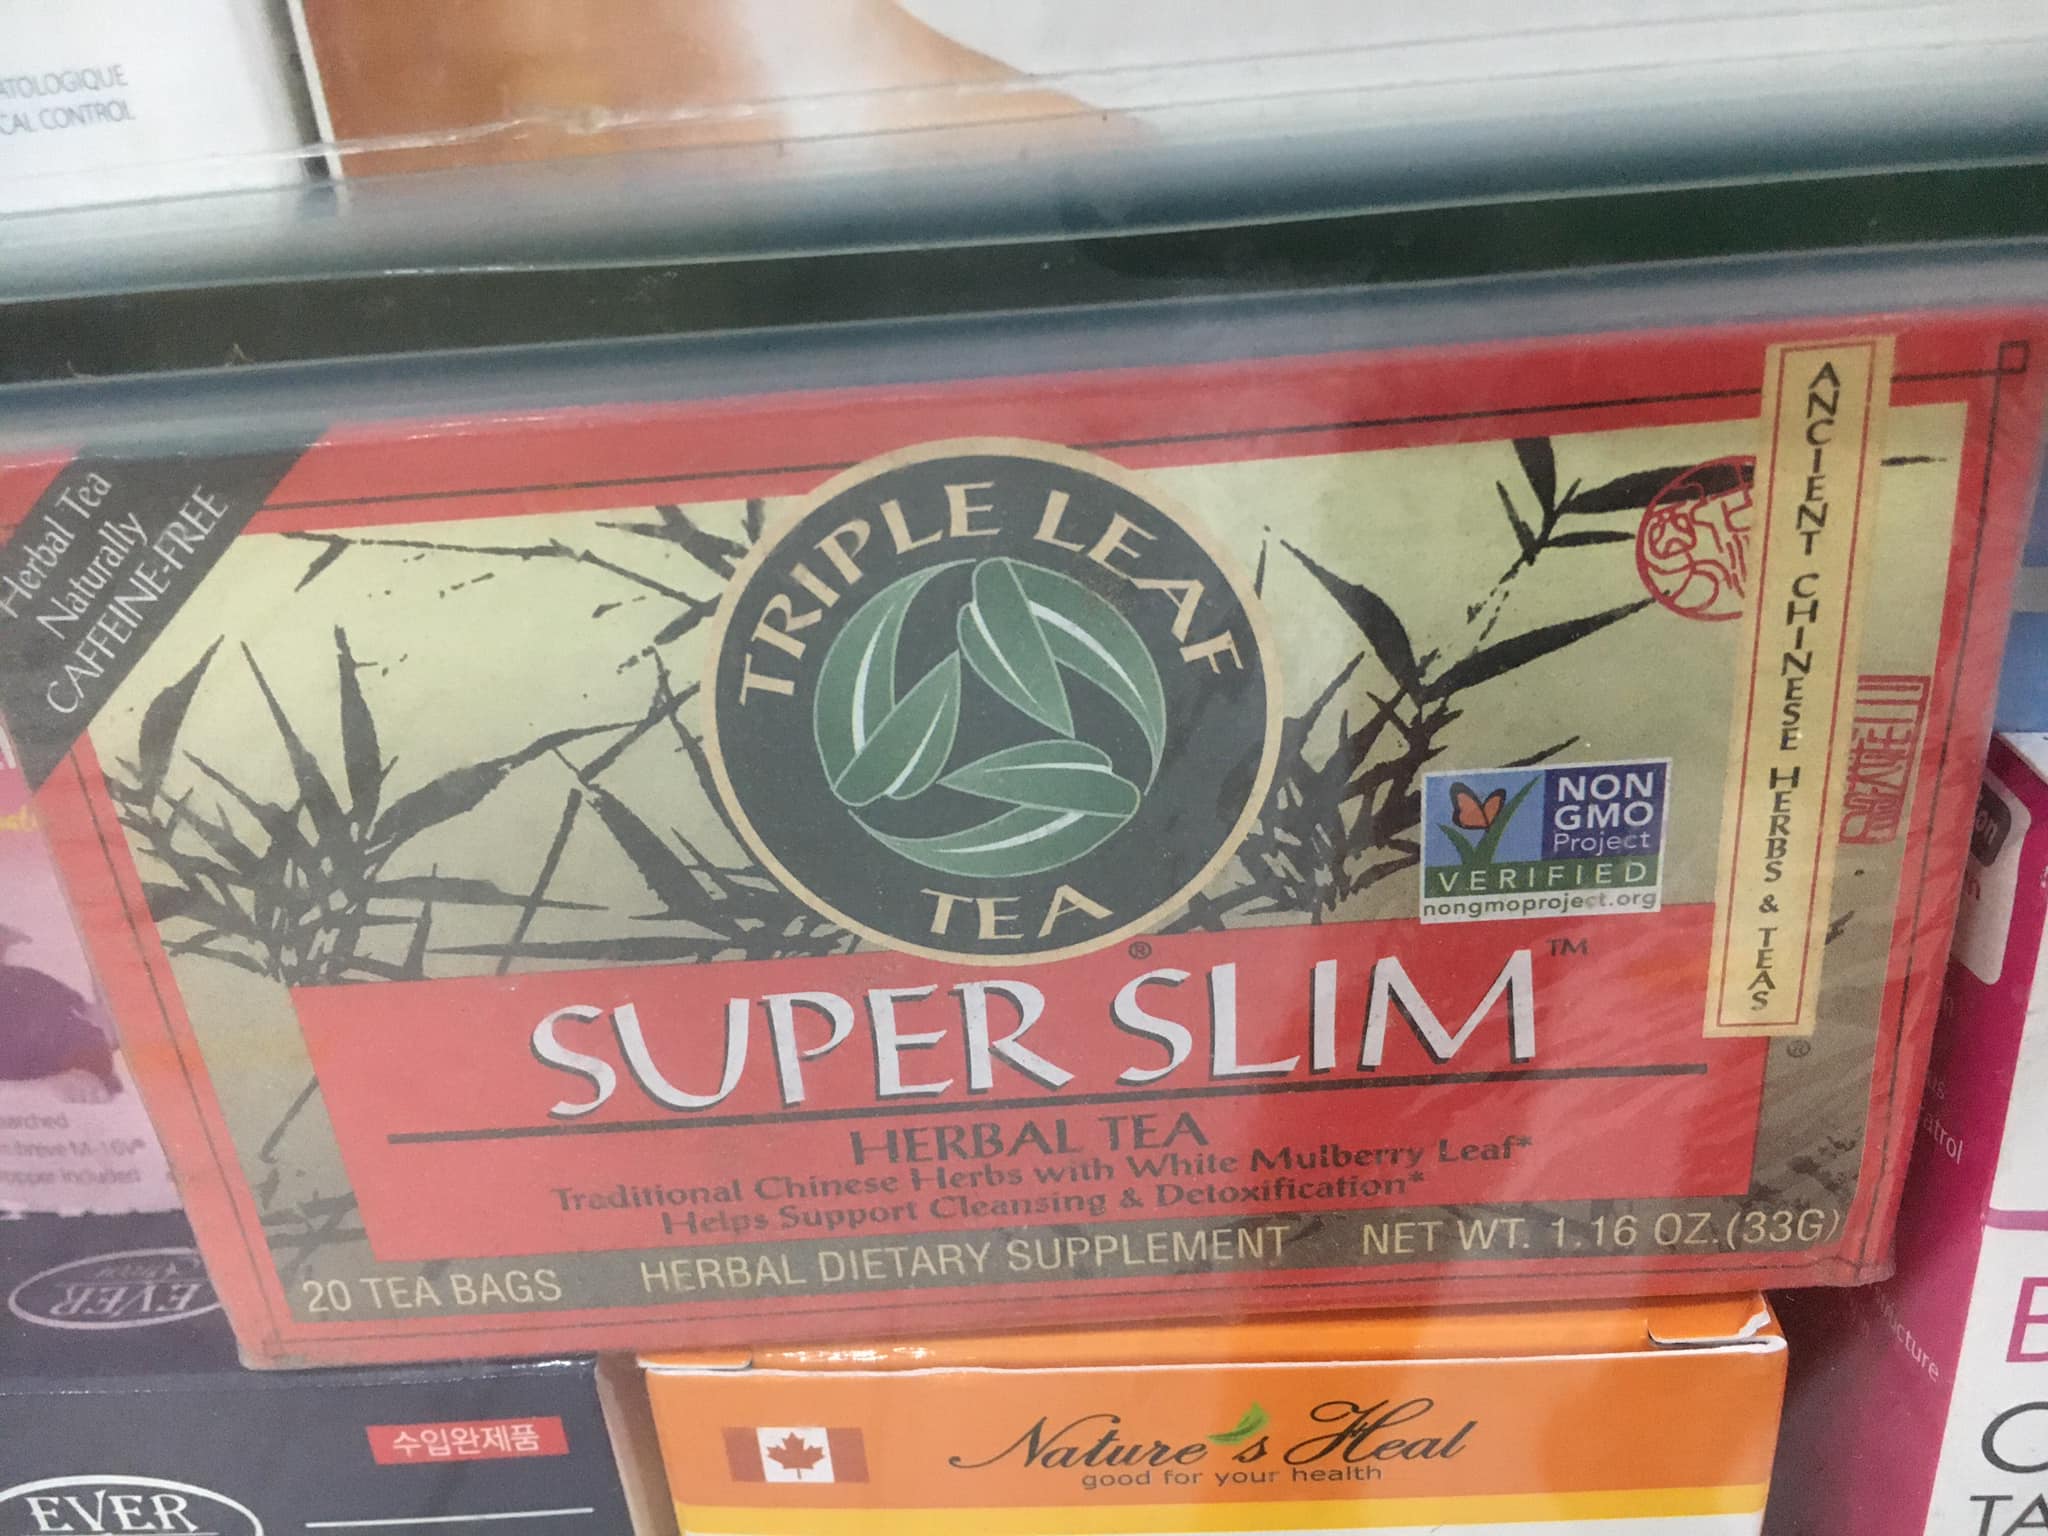 CAL CONTROL
Herbal Tea
Naturally
CAFFEINE-FREE
TRIPLE LEAF
TEA®
NON
GMO
Project
VERIFIED
nongmoproject.org
ANCIENT CHINESE HERBS & TEAS
®
SUPER SLIM™
HERBAL TEA
Traditional Chinese Herbs with White Mulberry Leaf*
Helps Support Cleansing & Detoxification*
20 TEA BAGS
HERBAL DIETARY SUPPLEMENT
NET WT. 1.16 OZ.(33G)
EVER
수입완제품
EVER
Nature's Heal
good for your health